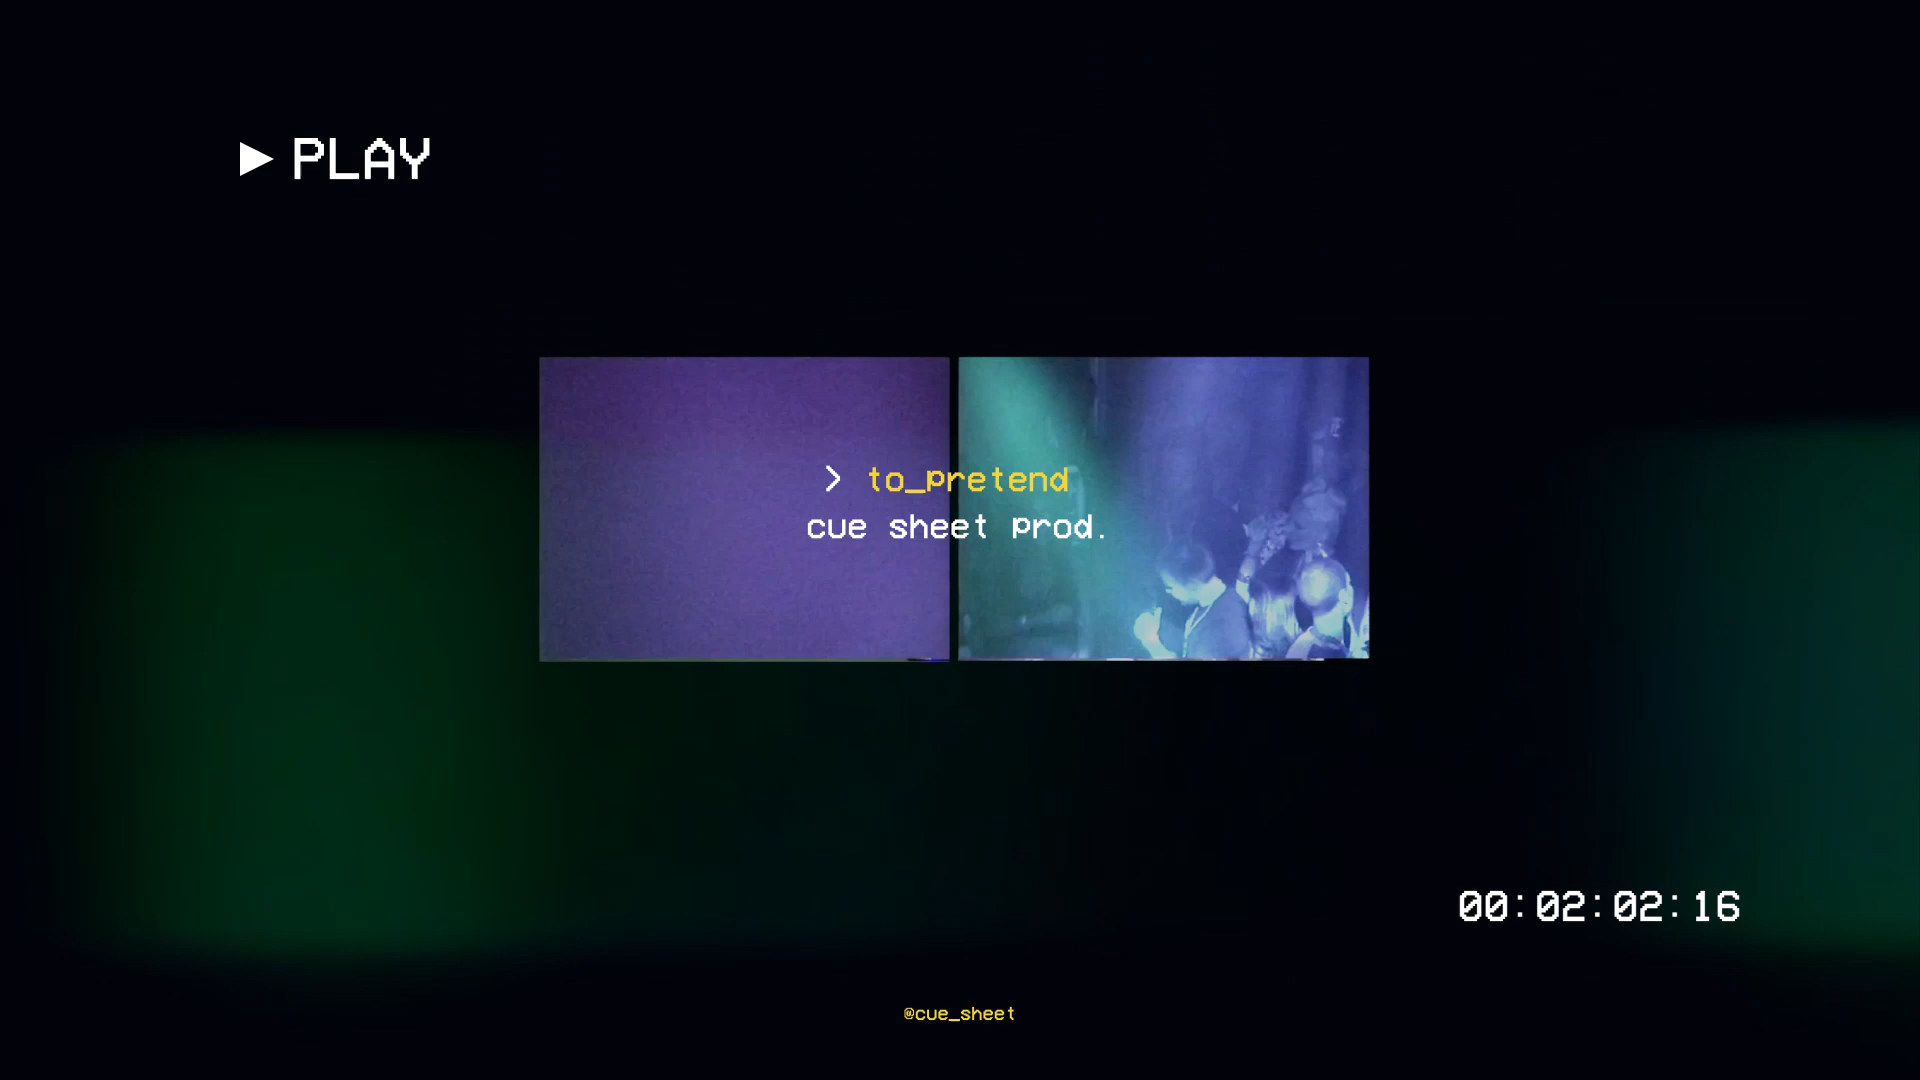 PLAY
> to_pretend
cue sheet prod.
00:02:02:16
@cue_sheet